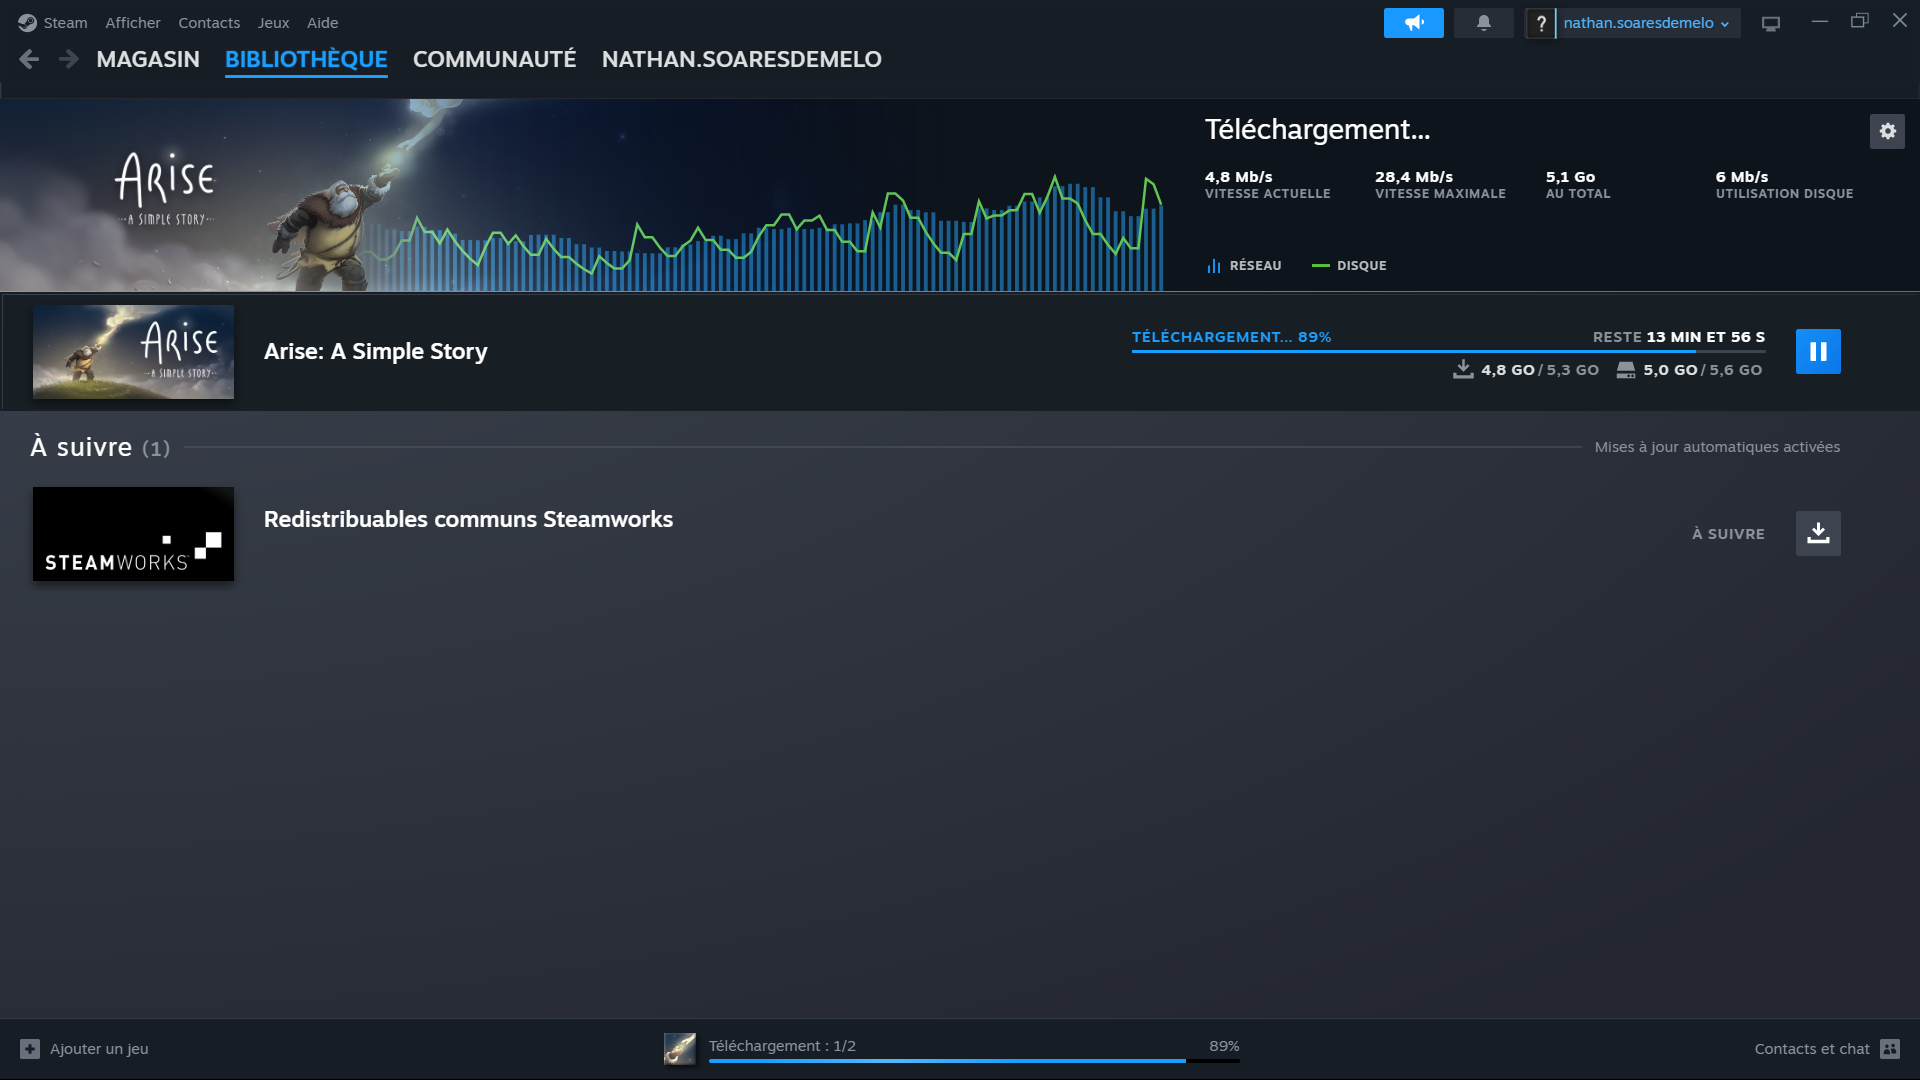 Steam Afficher Contacts Jeux Aide
? nathan.soaresdemelo
MAGASIN BIBLIOTHÈQUE COMMUNAUTÉ NATHAN.SOARESDEMELO
ARISE
A SIMPLE STORY
Téléchargement...
4,8 Mb/s 28,4 Mb/s 5,1 Go 6 Mb/s
VITESSE ACTUELLE VITESSE MAXIMALE AU TOTAL UTILISATION DISQUE
RÉSEAU DISQUE
ARISE
A SIMPLE STORY
Arise: A Simple Story
TÉLÉCHARGEMENT... 89% RESTE 13 MIN ET 56 S
4,8 GO / 5,3 GO 5,0 GO / 5,6 GO
À suivre (1) Mises à jour automatiques activées
STEAMWORKS
Redistribuables communs Steamworks
À SUIVRE
Ajouter un jeu
Téléchargement : 1/2 89%
Contacts et chat